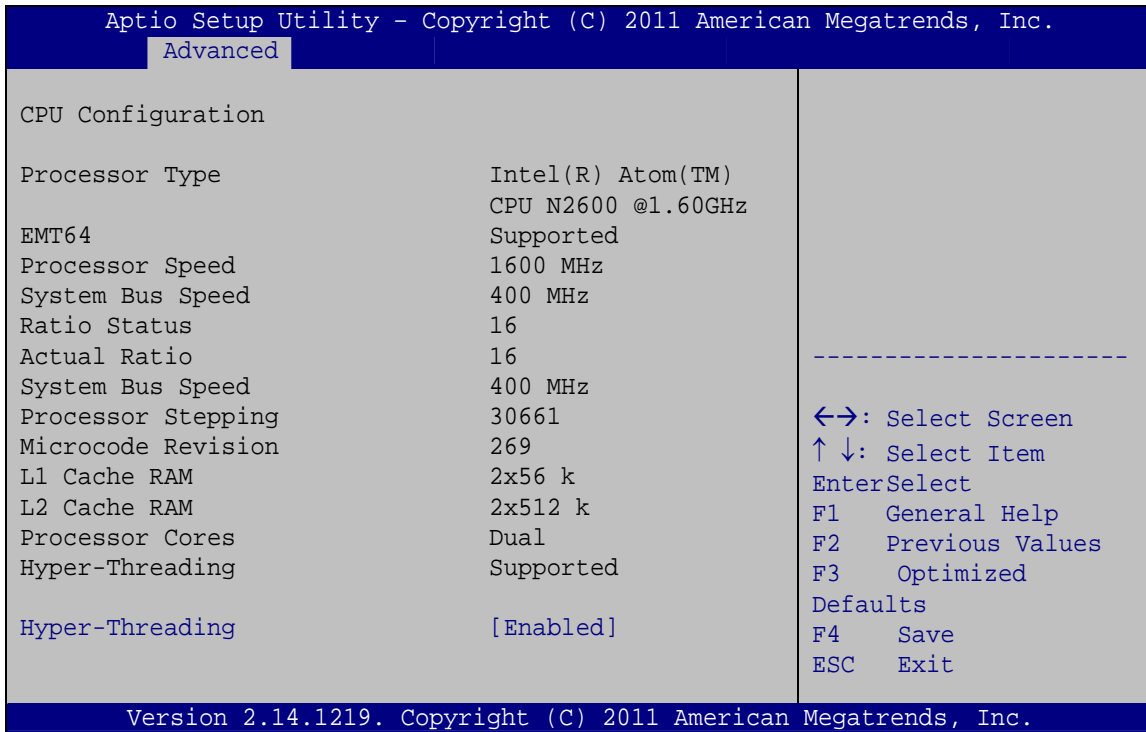 Aptio Setup Utility – Copyright (C) 2011 American Megatrends, Inc.
Advanced
CPU Configuration
Processor Type Intel(R) Atom(TM)
CPU N2600 @1.60GHz
EMT64 Supported
Processor Speed 1600 MHz
System Bus Speed 400 MHz
Ratio Status 16
Actual Ratio 16
System Bus Speed 400 MHz
Processor Stepping 30661
Microcode Revision 269
L1 Cache RAM 2x56 k
L2 Cache RAM 2x512 k
Processor Cores Dual
Hyper-Threading Supported
Hyper-Threading [Enabled]
----------------------
←→: Select Screen
↑ ↓: Select Item
EnterSelect
F1 General Help
F2 Previous Values
F3 Optimized
Defaults
F4 Save
ESC Exit
Version 2.14.1219. Copyright (C) 2011 American Megatrends, Inc.